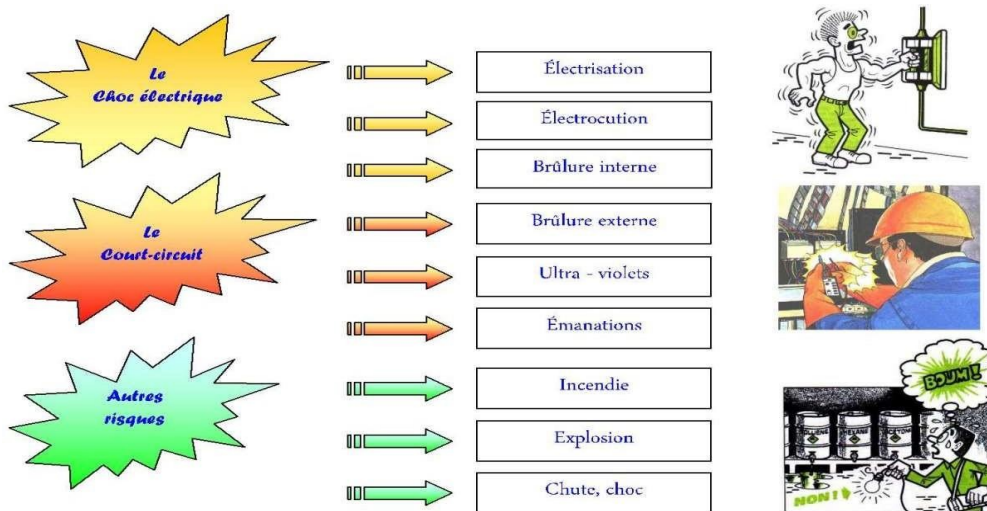 Le
Choc électrique
Électrisation
Électrocution
Brûlure interne
Le
Court-circuit
Brûlure externe
Ultra - violets
Émanations
Autres
risques
Incendie
Explosion
Chute, choc
BOUM !
HEXANE
NON !